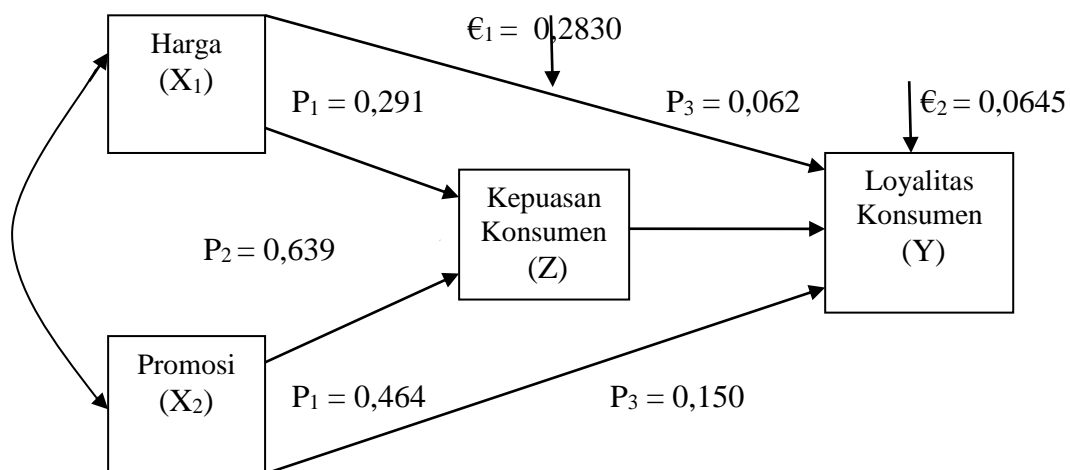 Harga
(X₁)
€₁ = 0,2830
P₁ = 0,291
P₃ = 0,062
€₂ = 0,0645
Kepuasan
Konsumen
(Z)
Loyalitas
Konsumen
(Y)
P₂ = 0,639
Promosi
(X₂)
P₁ = 0,464
P₃ = 0,150